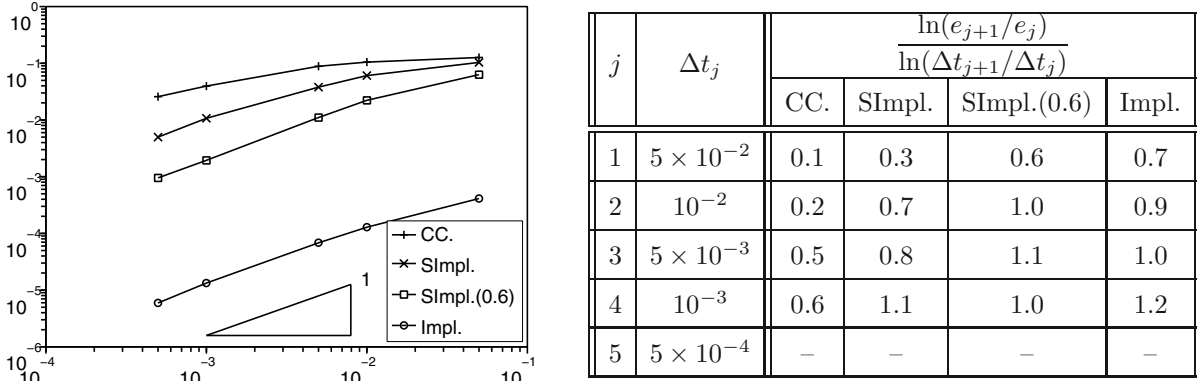 10^0
10^{-1}
10^{-2}
10^{-3}
10^{-4}
10^{-5}
10^{-6}
10^{-4}
10^{-3}
10^{-2}
10^{-1}
1
CC.
SImpl.
SImpl.(0.6)
Impl.
j Δt_j ln(e_{j+1}/e_j)
ln(Δt_{j+1}/Δt_j)
CC. SImpl. SImpl.(0.6) Impl.
1 5 × 10^{-2} 0.1 0.3 0.6 0.7
2 10^{-2} 0.2 0.7 1.0 0.9
3 5 × 10^{-3} 0.5 0.8 1.1 1.0
4 10^{-3} 0.6 1.1 1.0 1.2
5 5 × 10^{-4} – – – –